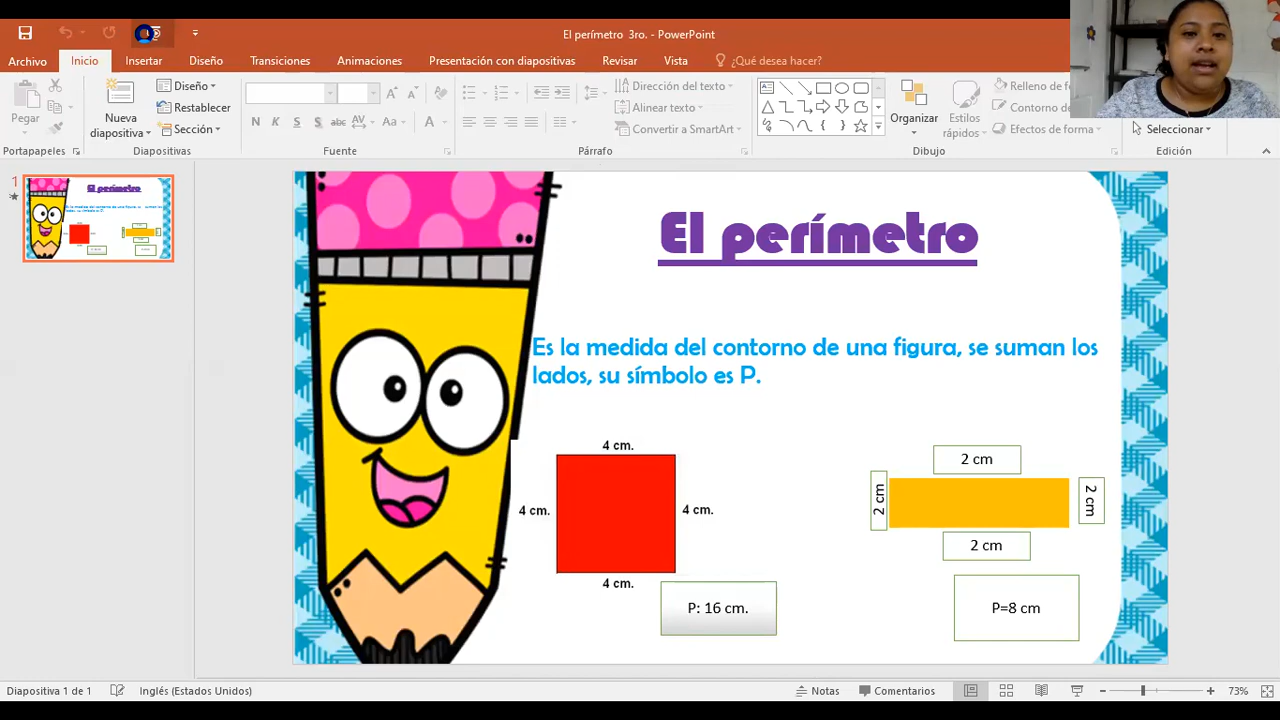 El perímetro  3ro. - PowerPoint
Archivo Inicio Insertar Diseño Transiciones Animaciones Presentación con diapositivas Revisar Vista ¿Qué desea hacer?
Pegar
Portapapeles
Nueva
diapositiva
Diseño
Restablecer
Sección
Diapositivas
N K S S abc AV Aa A
Fuente
Dirección del texto
Alinear texto
Convertir a SmartArt
Párrafo
Organizar
Estilos
rápidos
Relleno de
Contorno de
Efectos de forma
Dibujo
Seleccionar
Edición
1
El perímetro
Es la medida del contorno de una figura, se suman los
lados, su símbolo es P.
4 cm.
4 cm.
4 cm.
4 cm.
P: 16 cm.
2 cm
2 cm
2 cm
2 cm
P=8 cm
Diapositiva 1 de 1 Inglés (Estados Unidos) Notas Comentarios 73%